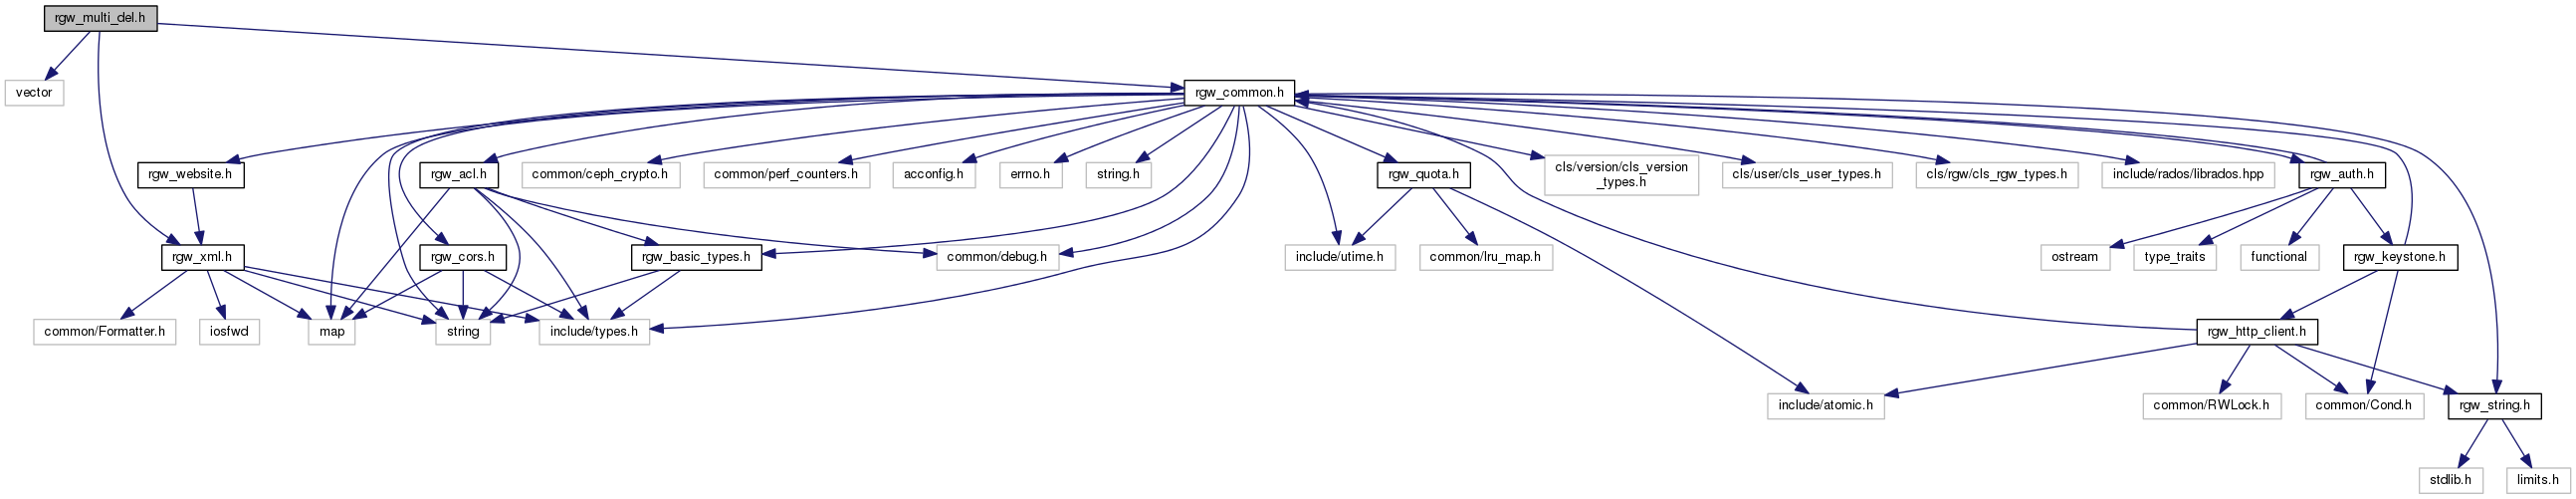 rgw_multi_del.h
vector
rgw_common.h
rgw_website.h
rgw_acl.h
common/ceph_crypto.h
common/perf_counters.h
acconfig.h
errno.h
string.h
rgw_quota.h
cls/version/cls_version
_types.h
cls/user/cls_user_types.h
cls/rgw/cls_rgw_types.h
include/rados/librados.hpp
rgw_auth.h
rgw_xml.h
rgw_cors.h
rgw_basic_types.h
common/debug.h
include/utime.h
common/lru_map.h
ostream
type_traits
functional
rgw_keystone.h
common/Formatter.h
iosfwd
map
string
include/types.h
rgw_http_client.h
include/atomic.h
common/RWLock.h
common/Cond.h
rgw_string.h
stdlib.h
limits.h